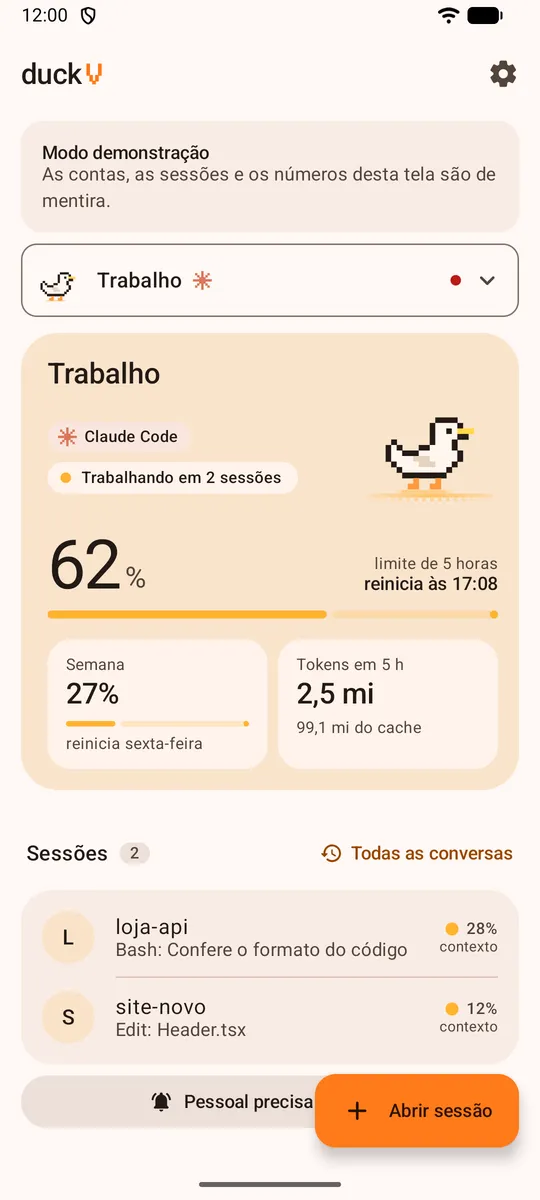 12:00
duck
Modo demonstração
As contas, as sessões e os números desta tela são de
mentira.
Trabalho
Trabalho
Claude Code
Trabalhando em 2 sessões
62%
limite de 5 horas
reinicia às 17:08
Semana
27%
reinicia sexta-feira
Tokens em 5 h
2,5 mi
99,1 mi do cache
Sessões 2
Todas as conversas
L
loja-api
Bash: Confere o formato do código
28%
contexto
S
site-novo
Edit: Header.tsx
12%
contexto
Pessoal precisa
Abrir sessão